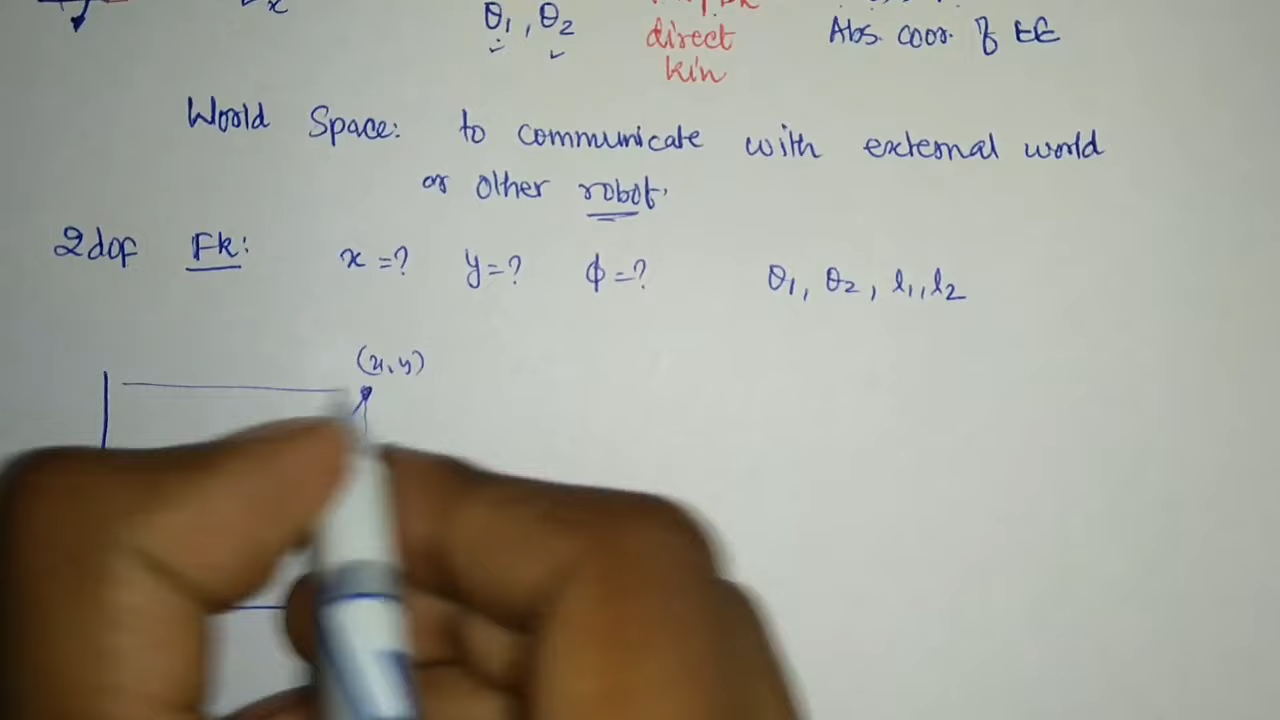 x
θ1 , θ2
direct
kin
Abs. coor. of EE
World Space: to communicate with external world
or other robot.
2dof Fk: x =? y=? ϕ=? θ1, θ2, l1, l2
(x,y)